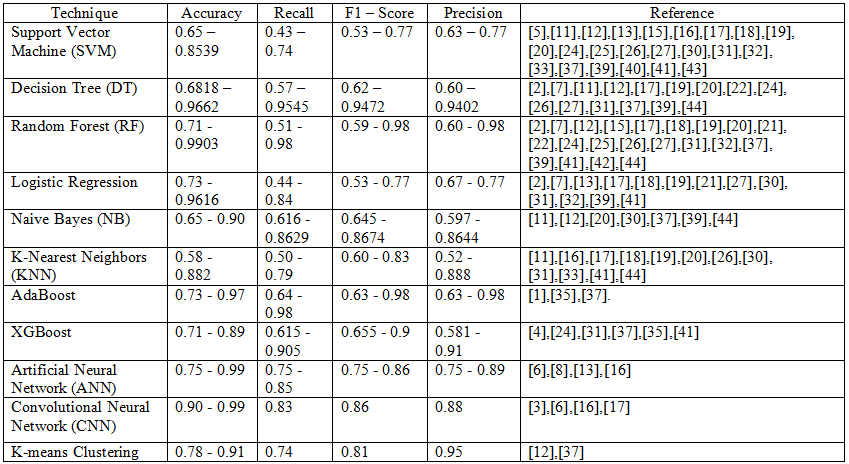 Technique Accuracy Recall F1 – Score Precision Reference
Support Vector 0.65 – 0.43 – 0.53 – 0.77 0.63 – 0.77 [5],[11],[12],[13],[15],[16],[17],[18],[19],
Machine (SVM) 0.8539 0.74 [20],[24],[25],[26],[27],[30],[31],[32],
[33],[37],[39],[40],[41],[43]
Decision Tree (DT) 0.6818 – 0.57 – 0.62 – 0.60 – [2],[7],[11],[12],[17],[19],[20],[22],[24],
0.9662 0.9545 0.9472 0.9402 [26],[27],[31],[37],[39],[44]
Random Forest (RF) 0.71 - 0.51 - 0.59 - 0.98 0.60 - 0.98 [2],[7],[12],[15],[17],[18],[19],[20],[21],
0.9903 0.98 [22],[24],[25],[26],[27],[31],[32],[37],
[39],[41],[42],[44]
Logistic Regression 0.73 - 0.44 - 0.53 - 0.77 0.67 - 0.77 [2],[7],[13],[17],[18],[19],[21],[27],[30],
0.9616 0.84 [31],[32],[39],[41]
Naive Bayes (NB) 0.65 - 0.90 0.616 - 0.645 - 0.597 - [11],[12],[20],[30],[37],[39],[44]
0.8629 0.8674 0.8644
K-Nearest Neighbors 0.58 - 0.50 - 0.60 - 0.83 0.52 - [11],[16],[17],[18],[19],[20],[26],[30],
(KNN) 0.882 0.79 0.888 [31],[33],[41],[44]
AdaBoost 0.73 - 0.97 0.64 - 0.63 - 0.98 0.63 - 0.98 [1],[35],[37].
0.98
XGBoost 0.71 - 0.89 0.615 - 0.655 - 0.9 0.581 - [4],[24],[31],[37],[35],[41]
0.905 0.91
Artificial Neural 0.75 - 0.99 0.75 - 0.75 - 0.86 0.75 - 0.89 [6],[8],[13],[16]
Network (ANN) 0.85
Convolutional Neural 0.90 - 0.99 0.83 0.86 0.88 [3],[6],[16],[17]
Network (CNN)
K-means Clustering 0.78 - 0.91 0.74 0.81 0.95 [12],[37]